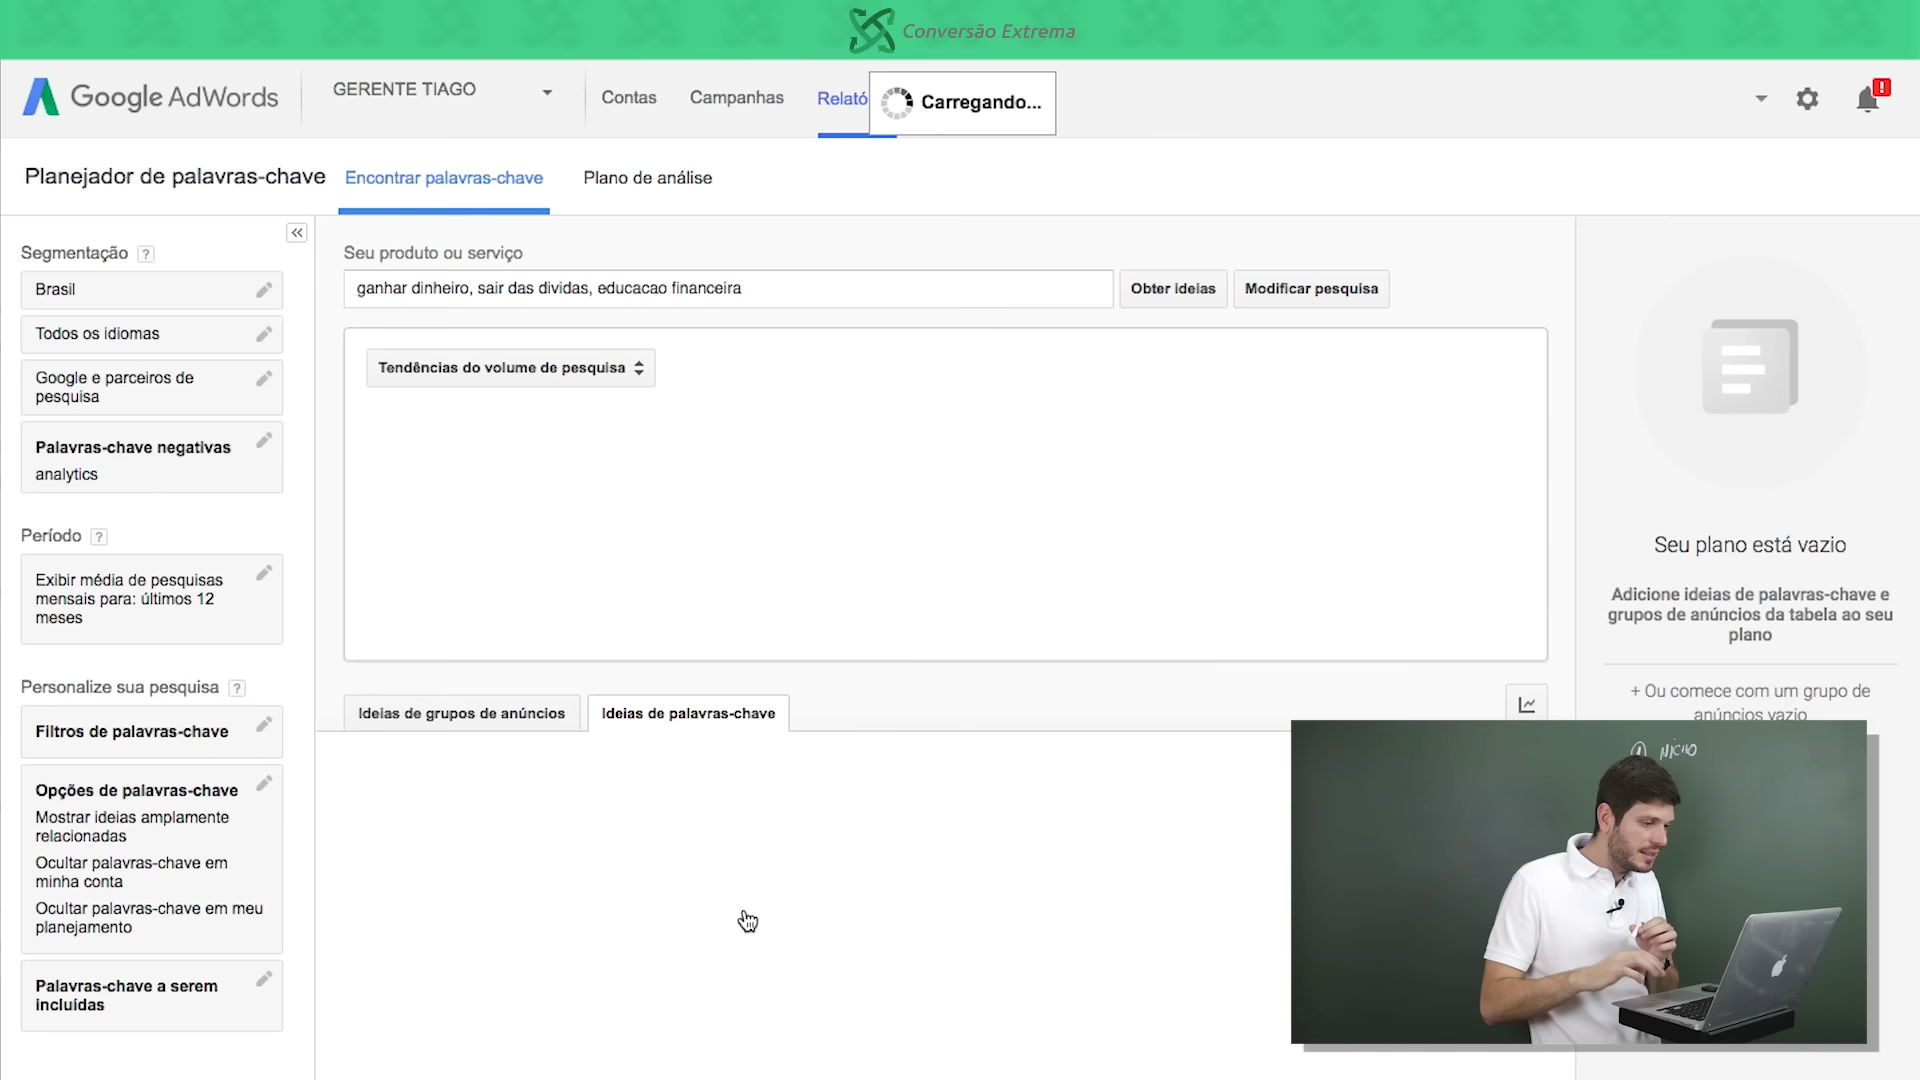 Conversão Extrema
Google AdWords
GERENTE TIAGO
Contas
Campanhas
Relató
Carregando...
!
Planejador de palavras-chave
Encontrar palavras-chave
Plano de análise
«
Segmentação ?
Brasil
Todos os idiomas
Google e parceiros de
pesquisa
Palavras-chave negativas
analytics
Período ?
Exibir média de pesquisas
mensais para: últimos 12
meses
Personalize sua pesquisa ?
Filtros de palavras-chave
Opções de palavras-chave
Mostrar ideias amplamente
relacionadas
Ocultar palavras-chave em
minha conta
Ocultar palavras-chave em meu
planejamento
Palavras-chave a serem
incluídas
Seu produto ou serviço
ganhar dinheiro, sair das dividas, educacao financeira
Obter ideias
Modificar pesquisa
Tendências do volume de pesquisa
Ideias de grupos de anúncios
Ideias de palavras-chave
Seu plano está vazio
Adicione ideias de palavras-chave e
grupos de anúncios da tabela ao seu
plano
+ Ou comece com um grupo de
anúncios vazio
① NICHO